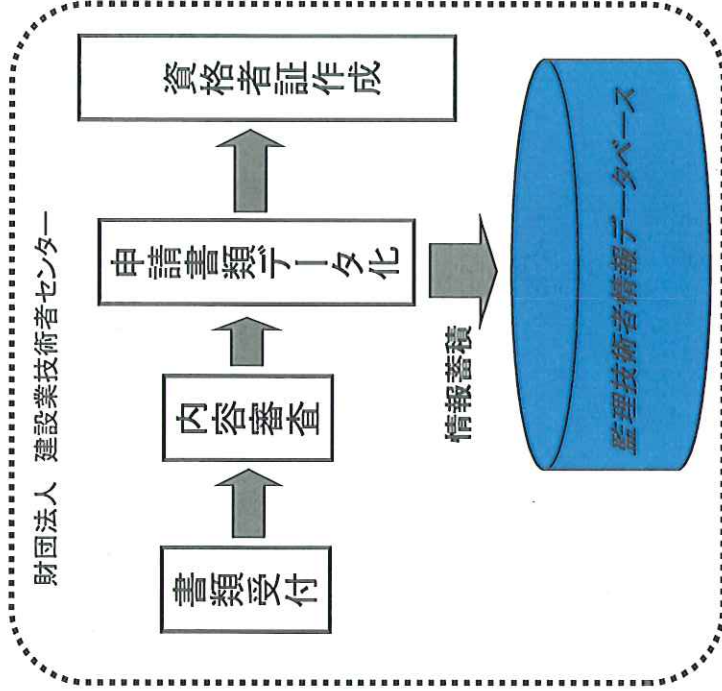 財団法人 建設業技術者センター
書類受付
内容審査
申請書類データ化
資格者証作成
情報蓄積
監理技術者情報データベース